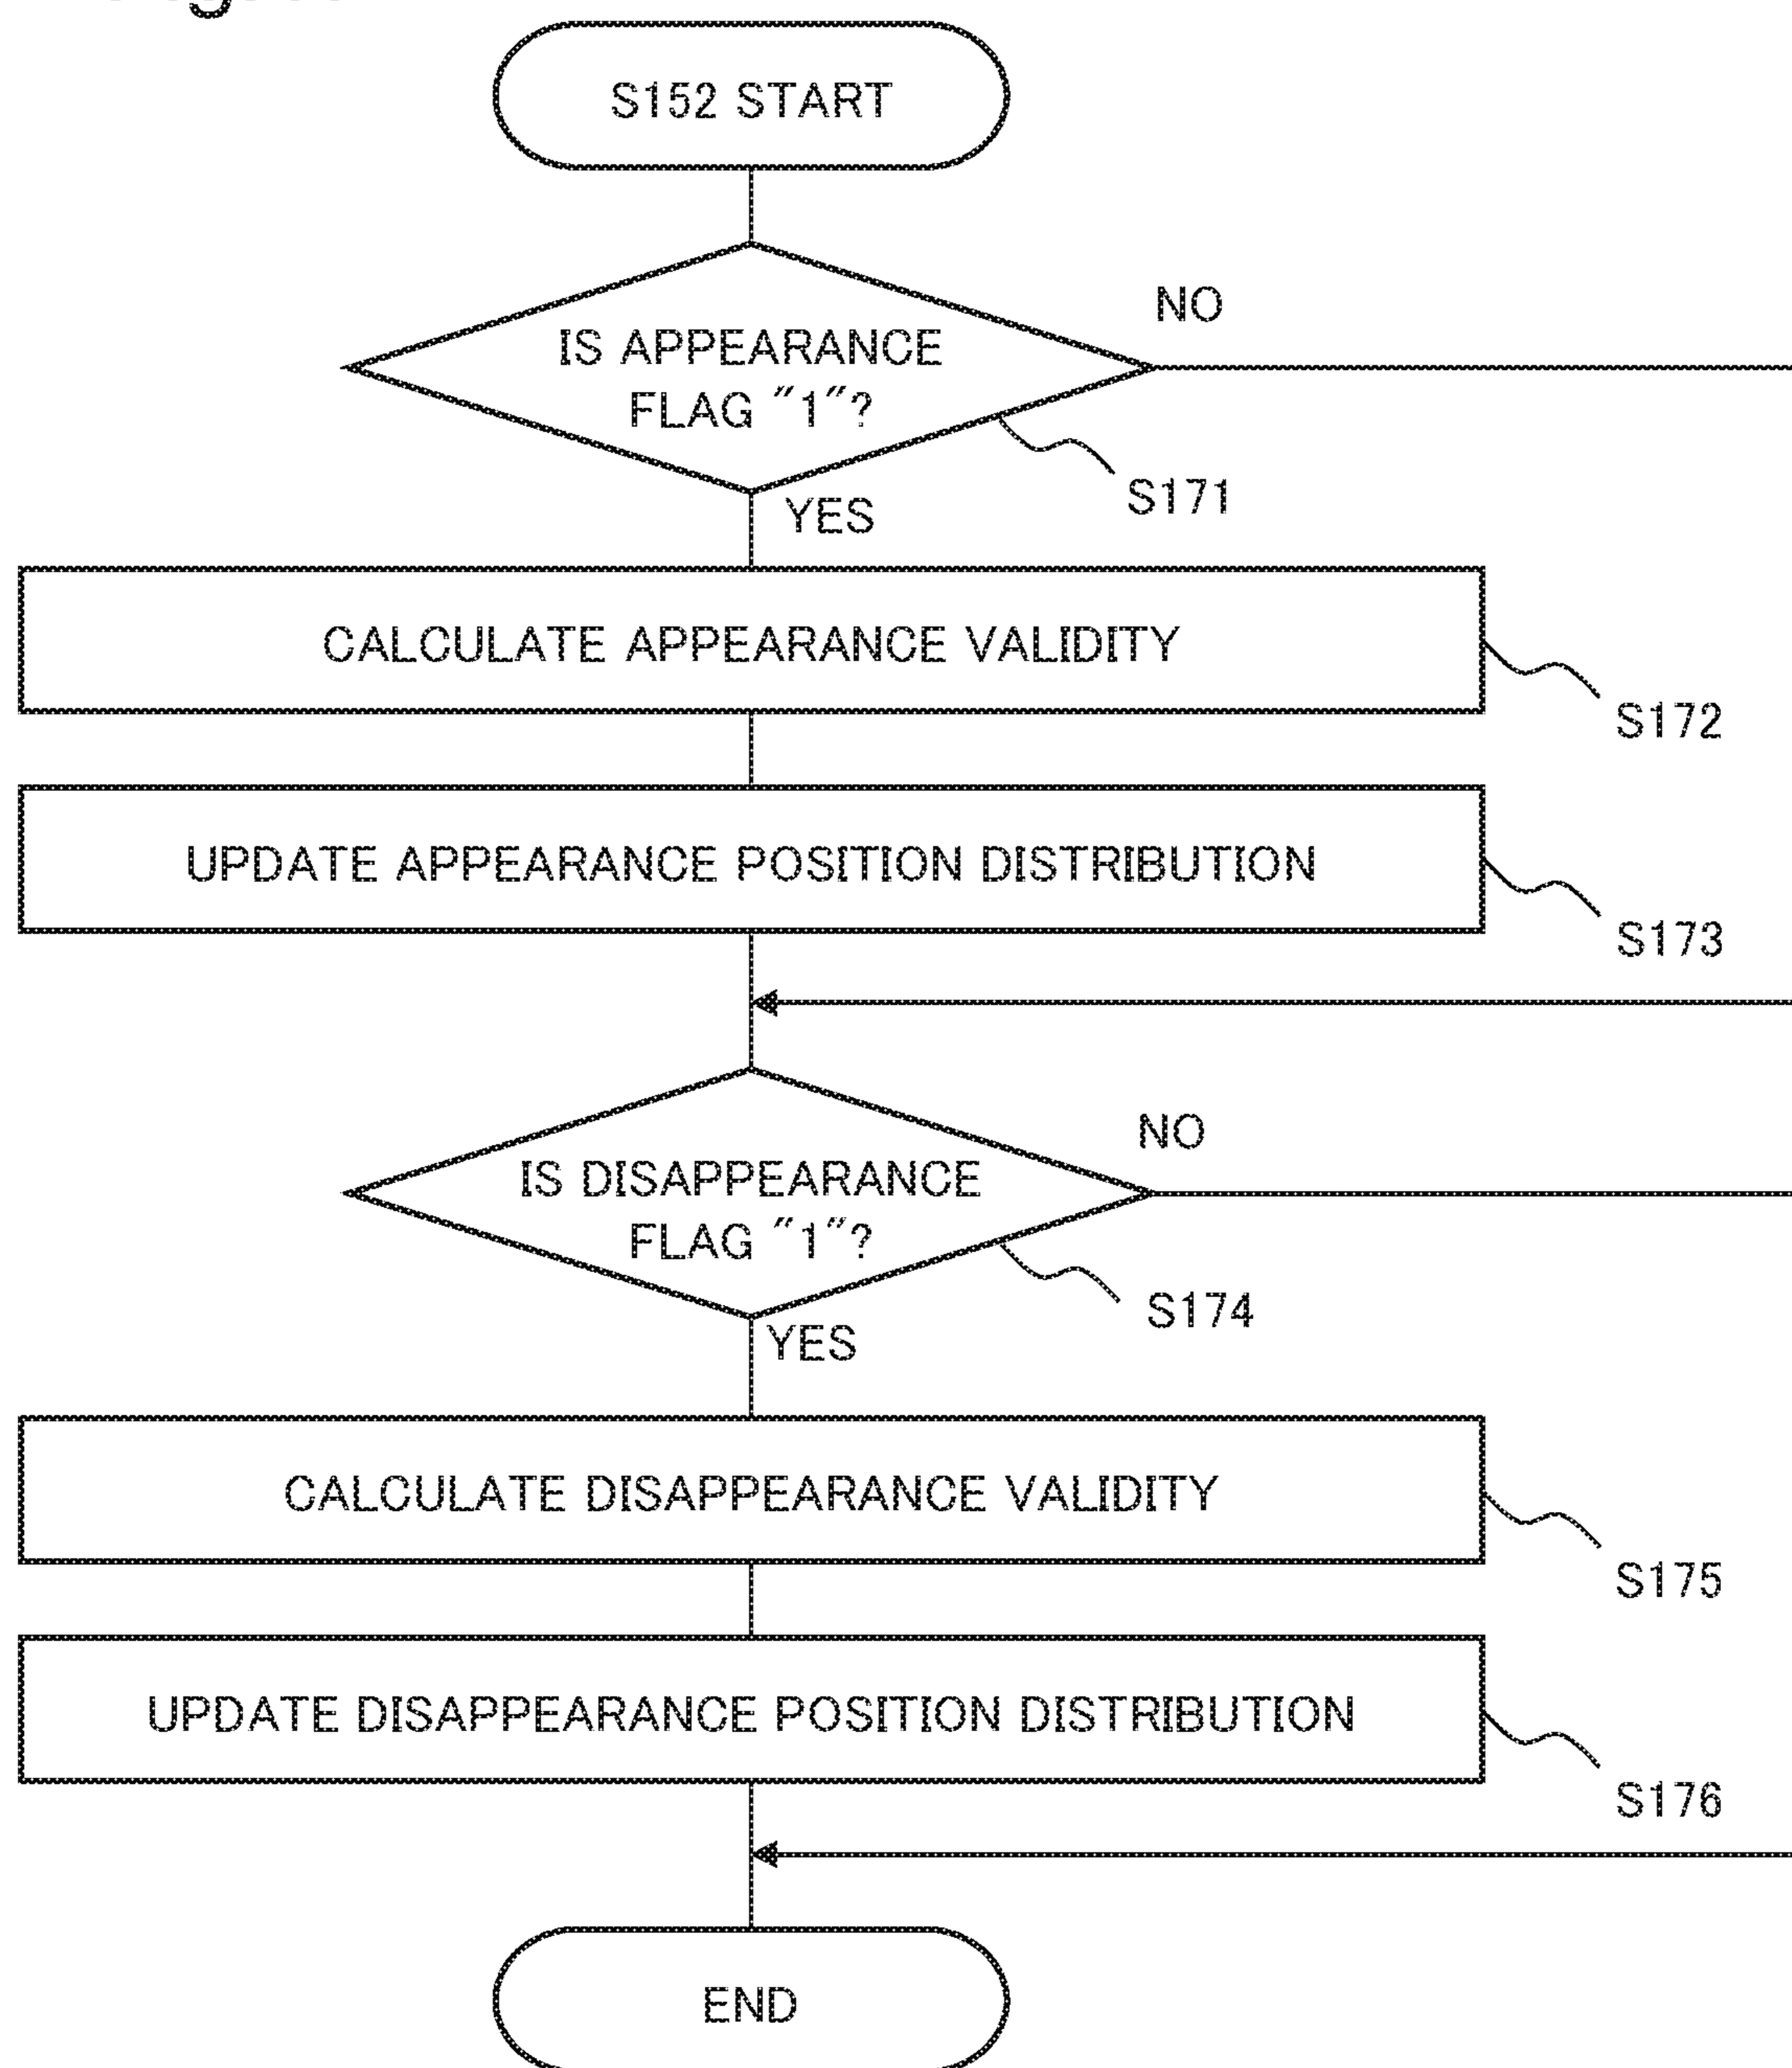 S152 START
IS APPEARANCE
FLAG "1"?
NO
S171
YES
CALCULATE APPEARANCE VALIDITY
S172
UPDATE APPEARANCE POSITION DISTRIBUTION
S173
IS DISAPPEARANCE
FLAG "1"?
NO
S174
YES
CALCULATE DISAPPEARANCE VALIDITY
S175
UPDATE DISAPPEARANCE POSITION DISTRIBUTION
S176
END